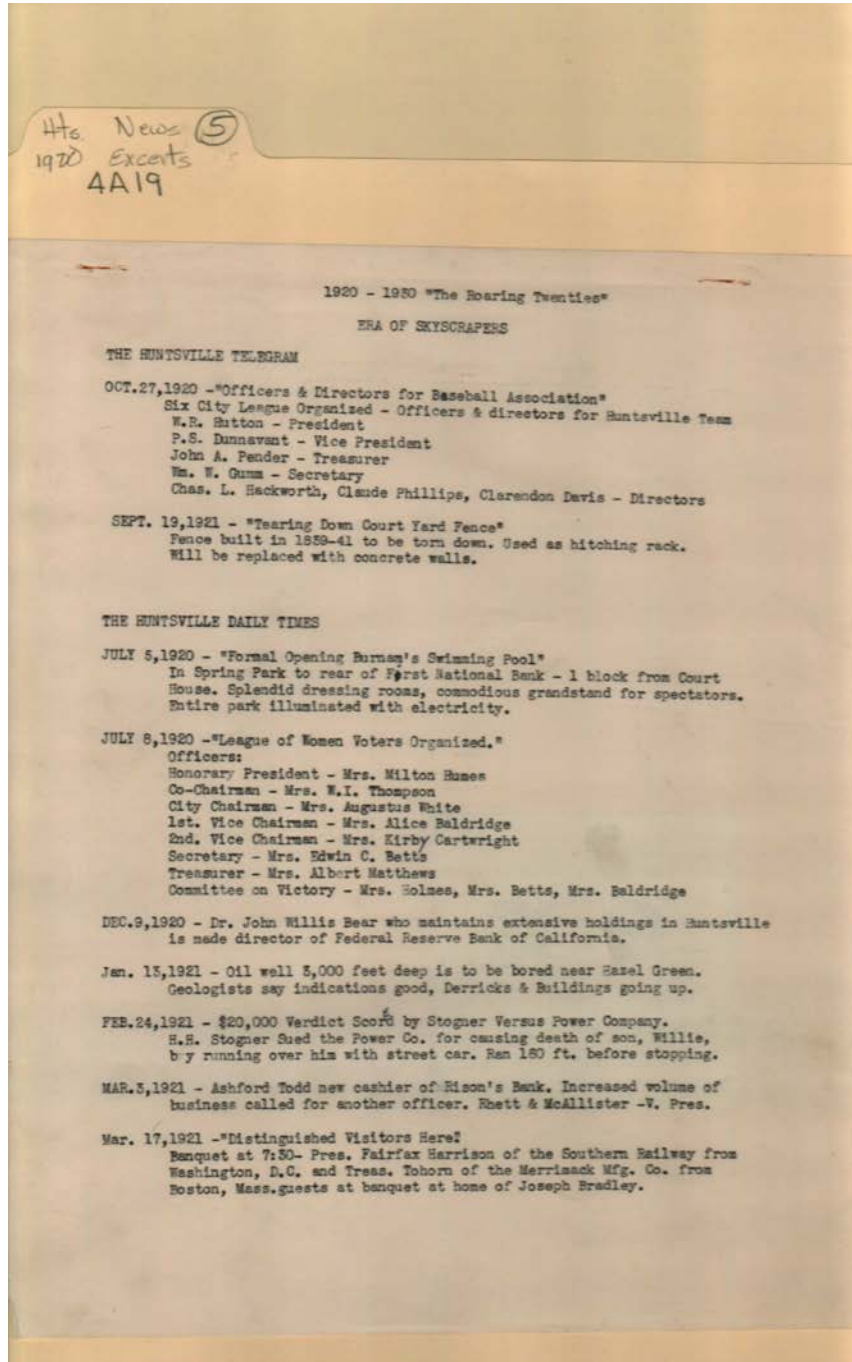 Hts. News ⑤
1920 Excerts
4A19
1920 - 1930 "The Roaring Twenties"
ERA OF SKYSCRAPERS
THE HUNTSVILLE TELEGRAM
OCT.27,1920 -"Officers & Directors for Baseball Association"
Six City League Organized - Officers & directors for Huntsville Team
W.R. Hutton - President
P.S. Dunnavant - Vice President
John A. Pender - Treasurer
Wm. W. Gumm - Secretary
Chas. L. Hackworth, Claude Phillips, Clarendon Davis - Directors
SEPT. 19,1921 - "Tearing Down Court Yard Fence"
Fence built in 1839-41 to be torn down. Used as hitching rack.
Will be replaced with concrete walls.
THE HUNTSVILLE DAILY TIMES
JULY 5,1920 - "Formal Opening Burnam's Swimming Pool"
In Spring Park to rear of First National Bank - 1 block from Court
House. Splendid dressing rooms, commodious grandstand for spectators.
Entire park illuminated with electricity.
JULY 8,1920 -"League of Women Voters Organized."
Officers:
Honorary President - Mrs. Milton Humes
Co-Chairman - Mrs. W.I. Thompson
City Chairman - Mrs. Augustus White
1st. Vice Chairman - Mrs. Alice Baldridge
2nd. Vice Chairman - Mrs. Kirby Cartwright
Secretary - Mrs. Edwin C. Betts
Treasurer - Mrs. Albert Matthews
Committee on Victory - Mrs. Holmes, Mrs. Betts, Mrs. Baldridge
DEC.9,1920 - Dr. John Willis Bear who maintains extensive holdings in Huntsville
is made director of Federal Reserve Bank of California.
Jan. 13,1921 - Oil well 3,000 feet deep is to be bored near Hazel Green.
Geologists say indications good, Derricks & Buildings going up.
FEB.24,1921 - $20,000 Verdict Score by Stogner Versus Power Company.
H.H. Stogner Sued the Power Co. for causing death of son, Willie,
b y running over him with street car. Ran 160 ft. before stopping.
MAR.3,1921 - Ashford Todd new cashier of Rison's Bank. Increased volume of
business called for another officer. Rhett & McAllister -V. Pres.
Mar. 17,1921 -"Distinguished Visitors Here"
Banquet at 7:30- Pres. Fairfax Harrison of the Southern Railway from
Washington, D.C. and Treas. Tohorn of the Merrimack Mfg. Co. from
Boston, Mass.guests at banquet at home of Joseph Bradley.